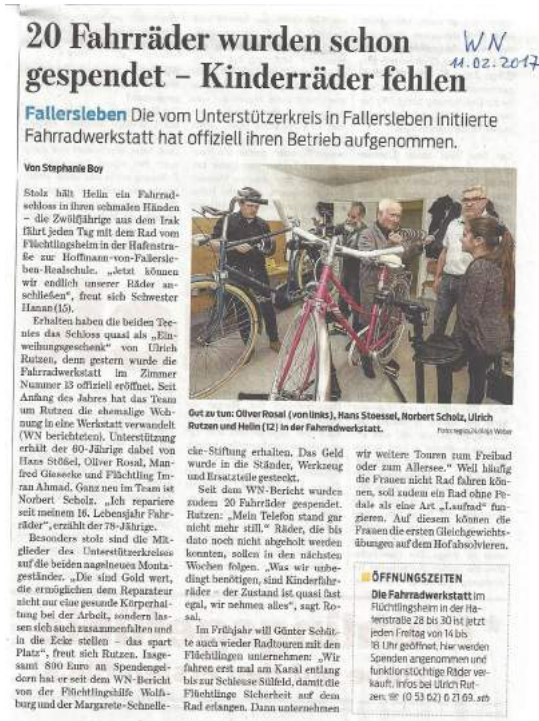 20 Fahrräder wurden schon
gespendet – Kinderräder fehlen
WN
11.02.2017
Fallersleben Die vom Unterstützerkreis in Fallersleben initiierte
Fahrradwerkstatt hat offiziell ihren Betrieb aufgenommen.
Von Stephanie Boy
Stolz hält Helin ein Fahrrad-
schloss in ihren schmalen Händen
– die Zwölfjährige aus dem Irak
fährt jeden Tag mit dem Rad vom
Flüchtlingsheim in der Hafenstra-
ße zur Hoffmann-von-Fallersle-
ben-Realschule. „Jetzt können
wir endlich unserer Räder an-
schließen“, freut sich Schwester
Hanan (15).
Erhalten haben die beiden Tee-
nies das Schloss quasi als „Ein-
weihungsgeschenk“ von Ulrich
Rutzen, denn gestern wurde die
Fahrradwerkstatt im Zimmer
Nummer 13 offiziell eröffnet. Seit
Anfang des Jahres hat das Team
um Rutzen die ehemalige Woh-
nung in eine Werkstatt verwandelt
(WN berichteten). Unterstützung
erhält der 60-Jährige dabei von
Hans Stößel, Oliver Rosal, Man-
fred Giesecke und Flüchtling Im-
ran Ahmad. Ganz neu im Team ist
Norbert Scholz. „Ich repariere
seit meinem 16. Lebensjahr Fahr-
räder“, erzählt der 78-Jährige.
Besonders stolz sind die Mit-
glieder des Unterstützerkreises
auf die beiden nagelneuen Monta-
geständer. „Die sind Gold wert,
die ermöglichen dem Reparateur
nicht nur eine gesunde Körperhal-
tung bei der Arbeit, sondern las-
sen sich auch zusammenfalten und
in die Ecke stellen – das spart
Platz“, freut sich Rutzen. Insge-
samt 800 Euro an Spendengel-
dern hat er seit dem WN-Bericht
von der Flüchtlingshilfe Wolfs-
burg und der Margarete-Schnelle-
Gut zu tun: Oliver Rosal (von links), Hans Stoessel, Norbert Scholz, Ulrich
Rutzen und Helin (12) in der Fahrradwerkstatt.
cke-Stiftung erhalten. Das Geld
wurde in die Ständer, Werkzeug
und Ersatzteile gesteckt.
Seit dem WN-Bericht wurden
zudem 20 Fahrräder gespendet.
Rutzen: „Mein Telefon stand gar
nicht mehr still.“ Räder, die bis
dato noch nicht abgeholt werden
konnten, sollen in den nächsten
Wochen folgen. „Was wir unbe-
dingt benötigen, sind Kinderfahr-
räder – der Zustand ist quasi fast
egal, wir nehmen alles“, sagt Ro-
sal.
Im Frühjahr will Günter Schüt-
te auch wieder Radtouren mit den
Flüchtlingen unternehmen: „Wir
fahren erst mal am Kanal entlang
bis zur Schleuse Sülfeld, damit die
Flüchtlinge Sicherheit auf dem
Rad erlangen. Dann unternehmen
wir weitere Touren zum Freibad
oder zum Allersee.“ Weil häufig
die Frauen nicht Rad fahren kön-
nen, soll zudem ein Rad ohne Pe-
dale als eine Art „Laufrad“ fun-
gieren. Auf diesem können die
Frauen die ersten Gleichgewichts-
übungen auf dem Hof absolvieren.
ÖFFNUNGSZEITEN
Die Fahrradwerkstatt im
Flüchtlingsheim in der Ha-
fenstraße 28 bis 30 ist jetzt
jeden Freitag von 14 bis
18 Uhr geöffnet, hier werden
Spenden angenommen und
funktionstüchtige Räder ver-
kauft. Infos bei Ulrich Rut-
zen, ☏ (0 53 62) 6 21 69. stb